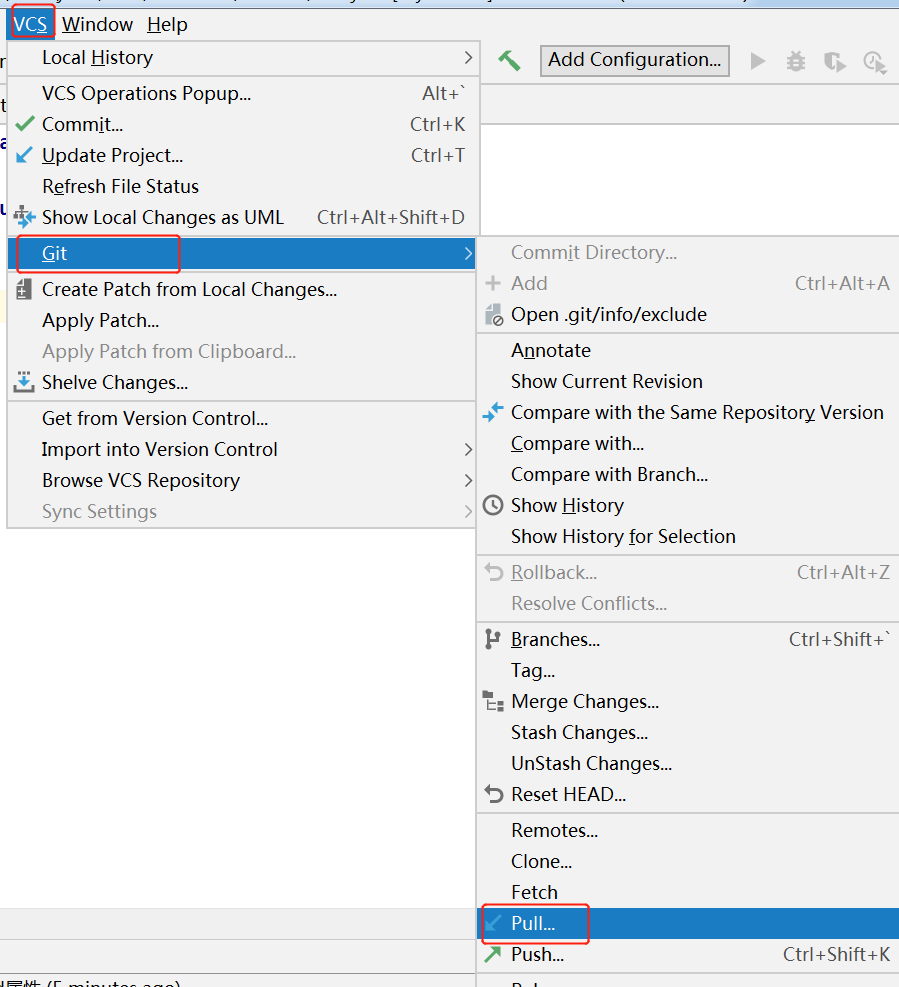 VCS Window Help
Local History
Add Configuration...
VCS Operations Popup... Alt+`
Commit... Ctrl+K
Update Project... Ctrl+T
Refresh File Status
Show Local Changes as UML Ctrl+Alt+Shift+D
Git
Create Patch from Local Changes...
Apply Patch...
Apply Patch from Clipboard...
Shelve Changes...
Get from Version Control...
Import into Version Control
Browse VCS Repository
Sync Settings
Commit Directory...
Add Ctrl+Alt+A
Open .git/info/exclude
Annotate
Show Current Revision
Compare with the Same Repository Version
Compare with...
Compare with Branch...
Show History
Show History for Selection
Rollback... Ctrl+Alt+Z
Resolve Conflicts...
Branches... Ctrl+Shift+`
Tag...
Merge Changes...
Stash Changes...
UnStash Changes...
Reset HEAD...
Remotes...
Clone...
Fetch
Pull...
Push... Ctrl+Shift+K
属性 (5 minutes ago)